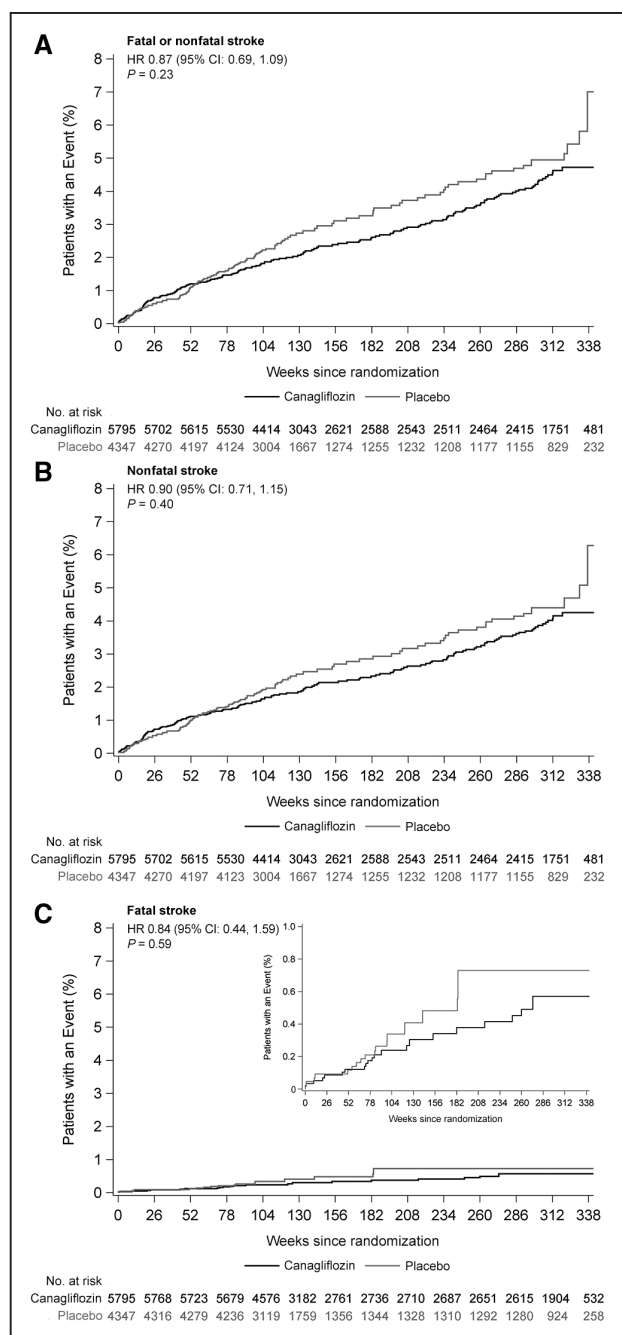 A
Fatal or nonfatal stroke
HR 0.87 (95% CI: 0.69, 1.09)
P = 0.23
Patients with an Event (%)
8
7
6
5
4
3
2
1
0
0 26 52 78 104 130 156 182 208 234 260 286 312 338
Weeks since randomization
Canagliflozin Placebo
No. at risk
Canagliflozin 5795 5702 5615 5530 4414 3043 2621 2588 2543 2511 2464 2415 1751 481
Placebo 4347 4270 4197 4124 3004 1667 1274 1255 1232 1208 1177 1155 829 232
B
Nonfatal stroke
HR 0.90 (95% CI: 0.71, 1.15)
P = 0.40
Patients with an Event (%)
8
7
6
5
4
3
2
1
0
0 26 52 78 104 130 156 182 208 234 260 286 312 338
Weeks since randomization
Canagliflozin Placebo
No. at risk
Canagliflozin 5795 5702 5615 5530 4414 3043 2621 2588 2543 2511 2464 2415 1751 481
Placebo 4347 4270 4197 4123 3004 1667 1274 1255 1232 1208 1177 1155 829 232
C
Fatal stroke
HR 0.84 (95% CI: 0.44, 1.59)
P = 0.59
Patients with an Event (%)
8
7
6
5
4
3
2
1
0
Patients with an Event (%)
1.0
0.8
0.6
0.4
0.2
0
0 26 52 78 104 130 156 182 208 234 260 286 312 338
Weeks since randomization
0 26 52 78 104 130 156 182 208 234 260 286 312 338
Weeks since randomization
Canagliflozin Placebo
No. at risk
Canagliflozin 5795 5768 5723 5679 4576 3182 2761 2736 2710 2687 2651 2615 1904 532
Placebo 4347 4316 4279 4236 3119 1759 1356 1344 1328 1310 1292 1280 924 258